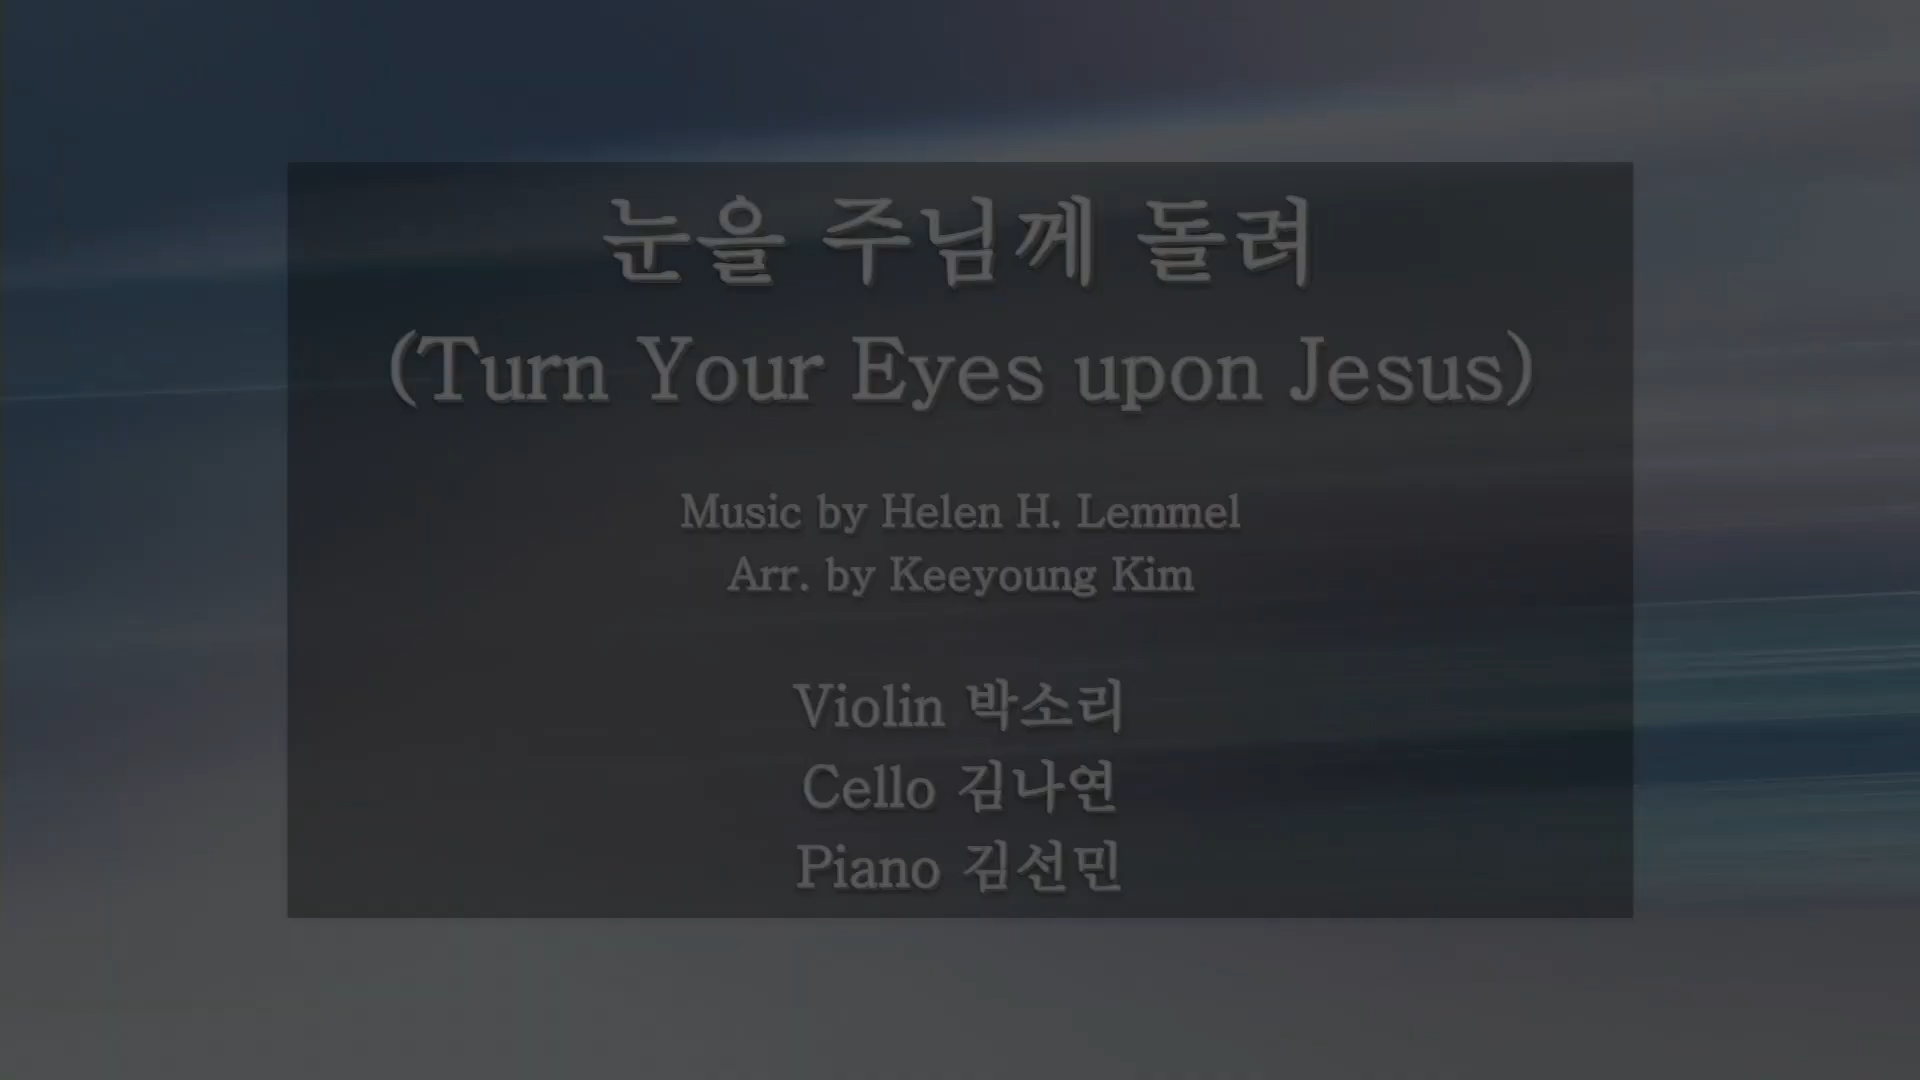 눈을 주님께 돌려
(Turn Your Eyes upon Jesus)
Music by Helen H. Lemmel
Arr. by Keeyoung Kim
Violin 박소리
Cello 김나연
Piano 김선민